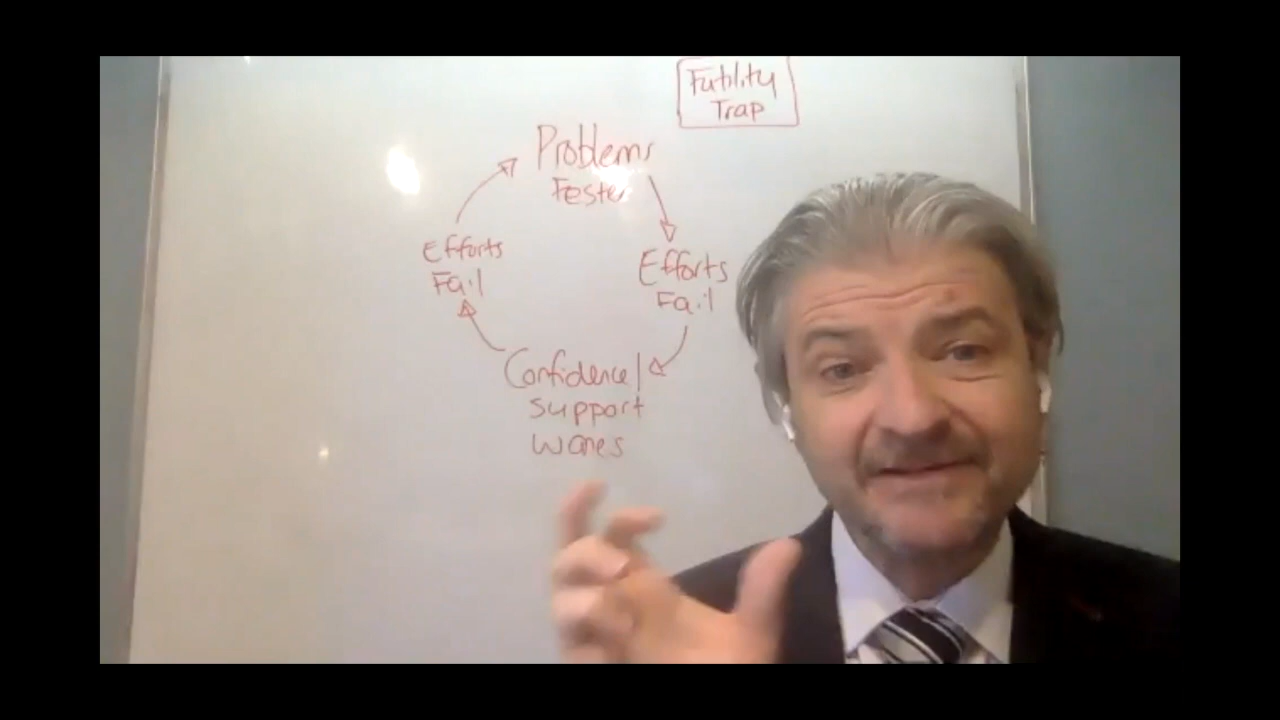 Futility
Trap
Problems
Fester
Efforts
Fail
Confidence/
Support
Wanes
Efforts
Fail